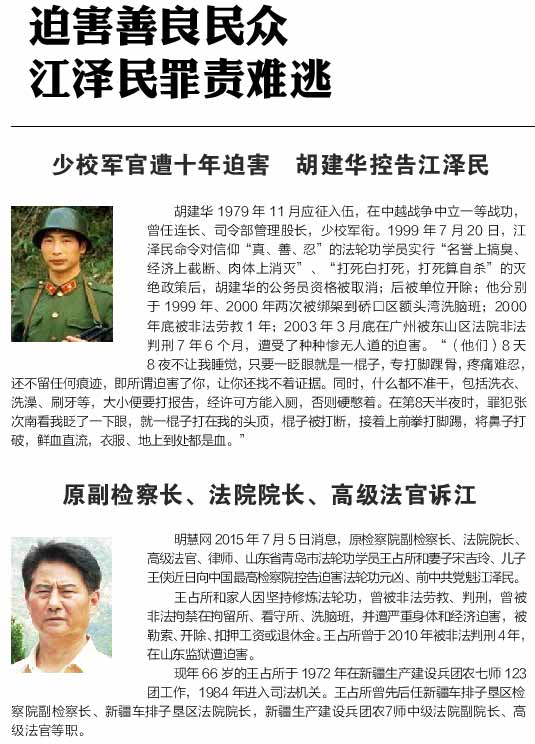 迫害善良民众
江泽民罪责难逃
少校军官遭十年迫害 胡建华控告江泽民
胡建华 1979 年 11 月应征入伍，在中越战争中立一等战功，
曾任连长、司令部管理股长，少校军衔。1999 年 7 月 20 日，江
泽民命令对信仰“真、善、忍”的法轮功学员实行“名誉上搞臭、
经济上截断、肉体上消灭”、“打死白打死，打死算自杀”的灭
绝政策后，胡建华的公务员资格被取消；后被单位开除；他分别
于 1999 年、2000 年两次被绑架到硚口区额头湾洗脑班；2000
年底被非法劳教 1 年；2003 年 3 月底在广州被东山区法院非法
判刑 7 年 6 个月，遭受了种种惨无人道的迫害。“（他们）8 天
8 夜不让我睡觉，只要一眨眼就是一棍子，专打脚踝骨，疼痛难忍，
还不留任何痕迹，即所谓迫害了你，让你还找不着证据。同时，什么都不准干，包括洗衣、
洗澡、刷牙等，大小便要打报告，经许可方能入厕，否则硬憋着。在第8天半夜时，罪犯张
次南看我眨了一下眼，就一棍子打在我的头顶，棍子被打断，接着上前拳打脚踢，将鼻子打
破，鲜血直流，衣服、地上到处都是血。”
原副检察长、法院院长、高级法官诉江
明慧网 2015 年 7 月 5 日消息，原检察院副检察长、法院院长、
高级法官、律师、山东省青岛市法轮功学员王占所和妻子宋吉玲、儿子
王侠近日向中国最高检察院控告迫害法轮功元凶、前中共党魁江泽民。
王占所和家人因坚持修炼法轮功，曾被非法劳教、判刑，曾被
非法拘禁在拘留所、看守所、洗脑班，并遭严重身体和经济迫害，被
勒索、开除、扣押工资或退休金。王占所曾于 2010 年被非法判刑 4 年，
在山东监狱遭迫害。
现年 66 岁的王占所于 1972 年在新疆生产建设兵团农七师 123
团工作，1984 年进入司法机关。王占所曾先后任新疆车排子垦区检
察院副检察长、新疆车排子垦区法院院长，新疆生产建设兵团农7师中级法院副院长、高
级法官等职。